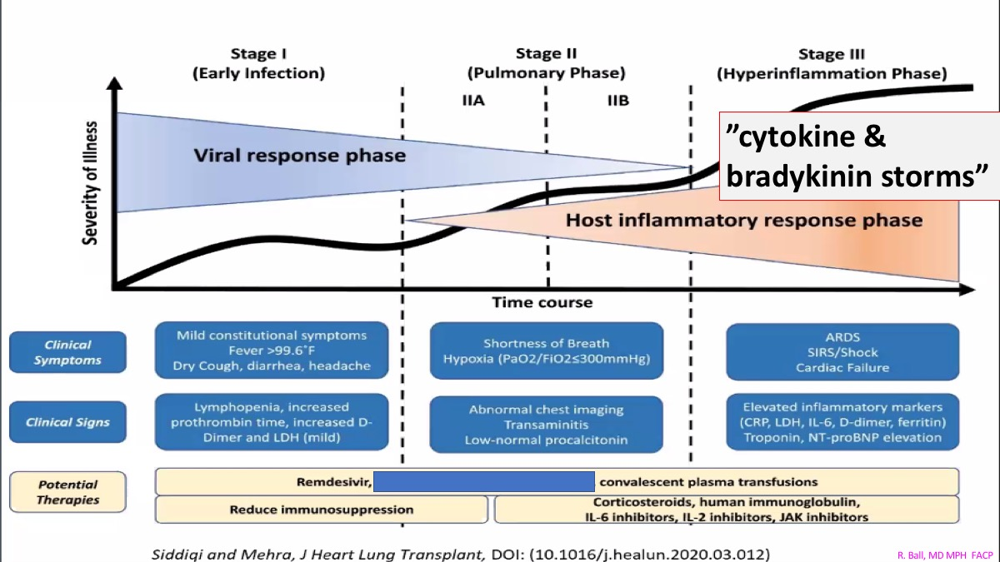 Stage I
(Early Infection)
Stage II
(Pulmonary Phase)
Stage III
(Hyperinflammation Phase)
IIA
IIB
Severity of Illness
Viral response phase
”cytokine &
bradykinin storms”
Host inflammatory response phase
Time course
Clinical
Symptoms
Mild constitutional symptoms
Fever >99.6°F
Dry Cough, diarrhea, headache
Shortness of Breath
Hypoxia (PaO2/FiO2≤300mmHg)
ARDS
SIRS/Shock
Cardiac Failure
Clinical Signs
Lymphopenia, increased
prothrombin time, increased D-
Dimer and LDH (mild)
Abnormal chest imaging
Transaminitis
Low-normal procalcitonin
Elevated inflammatory markers
(CRP, LDH, IL-6, D-dimer, ferritin)
Troponin, NT-proBNP elevation
Potential
Therapies
Remdesivir, convalescent plasma transfusions
Reduce immunosuppression
Corticosteroids, human immunoglobulin,
IL-6 inhibitors, IL-2 inhibitors, JAK inhibitors
Siddiqi and Mehra, J Heart Lung Transplant, DOI: (10.1016/j.healun.2020.03.012)
R. Ball, MD MPH FACP